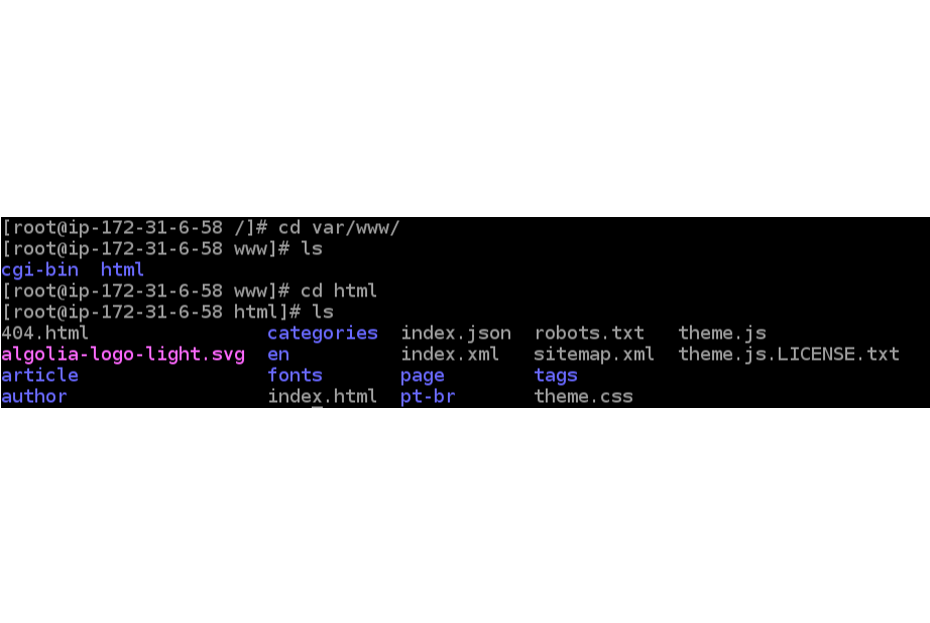 [root@ip-172-31-6-58 /]# cd var/www/
[root@ip-172-31-6-58 www]# ls
cgi-bin  html
[root@ip-172-31-6-58 www]# cd html
[root@ip-172-31-6-58 html]# ls
404.html                categories  index.json  robots.txt   theme.js
algolia-logo-light.svg  en          index.xml   sitemap.xml  theme.js.LICENSE.txt
article                 fonts       page        tags
author                  index.html  pt-br       theme.css